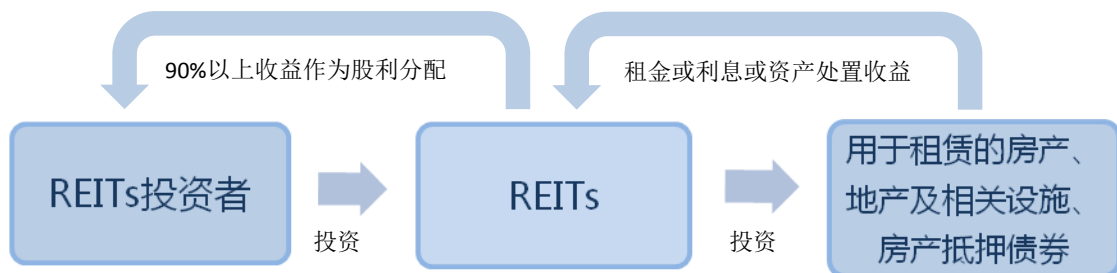 90%以上收益作为股利分配
租金或利息或资产处置收益
REITs投资者
投资
REITs
投资
用于租赁的房产、
地产及相关设施、
房产抵押债券